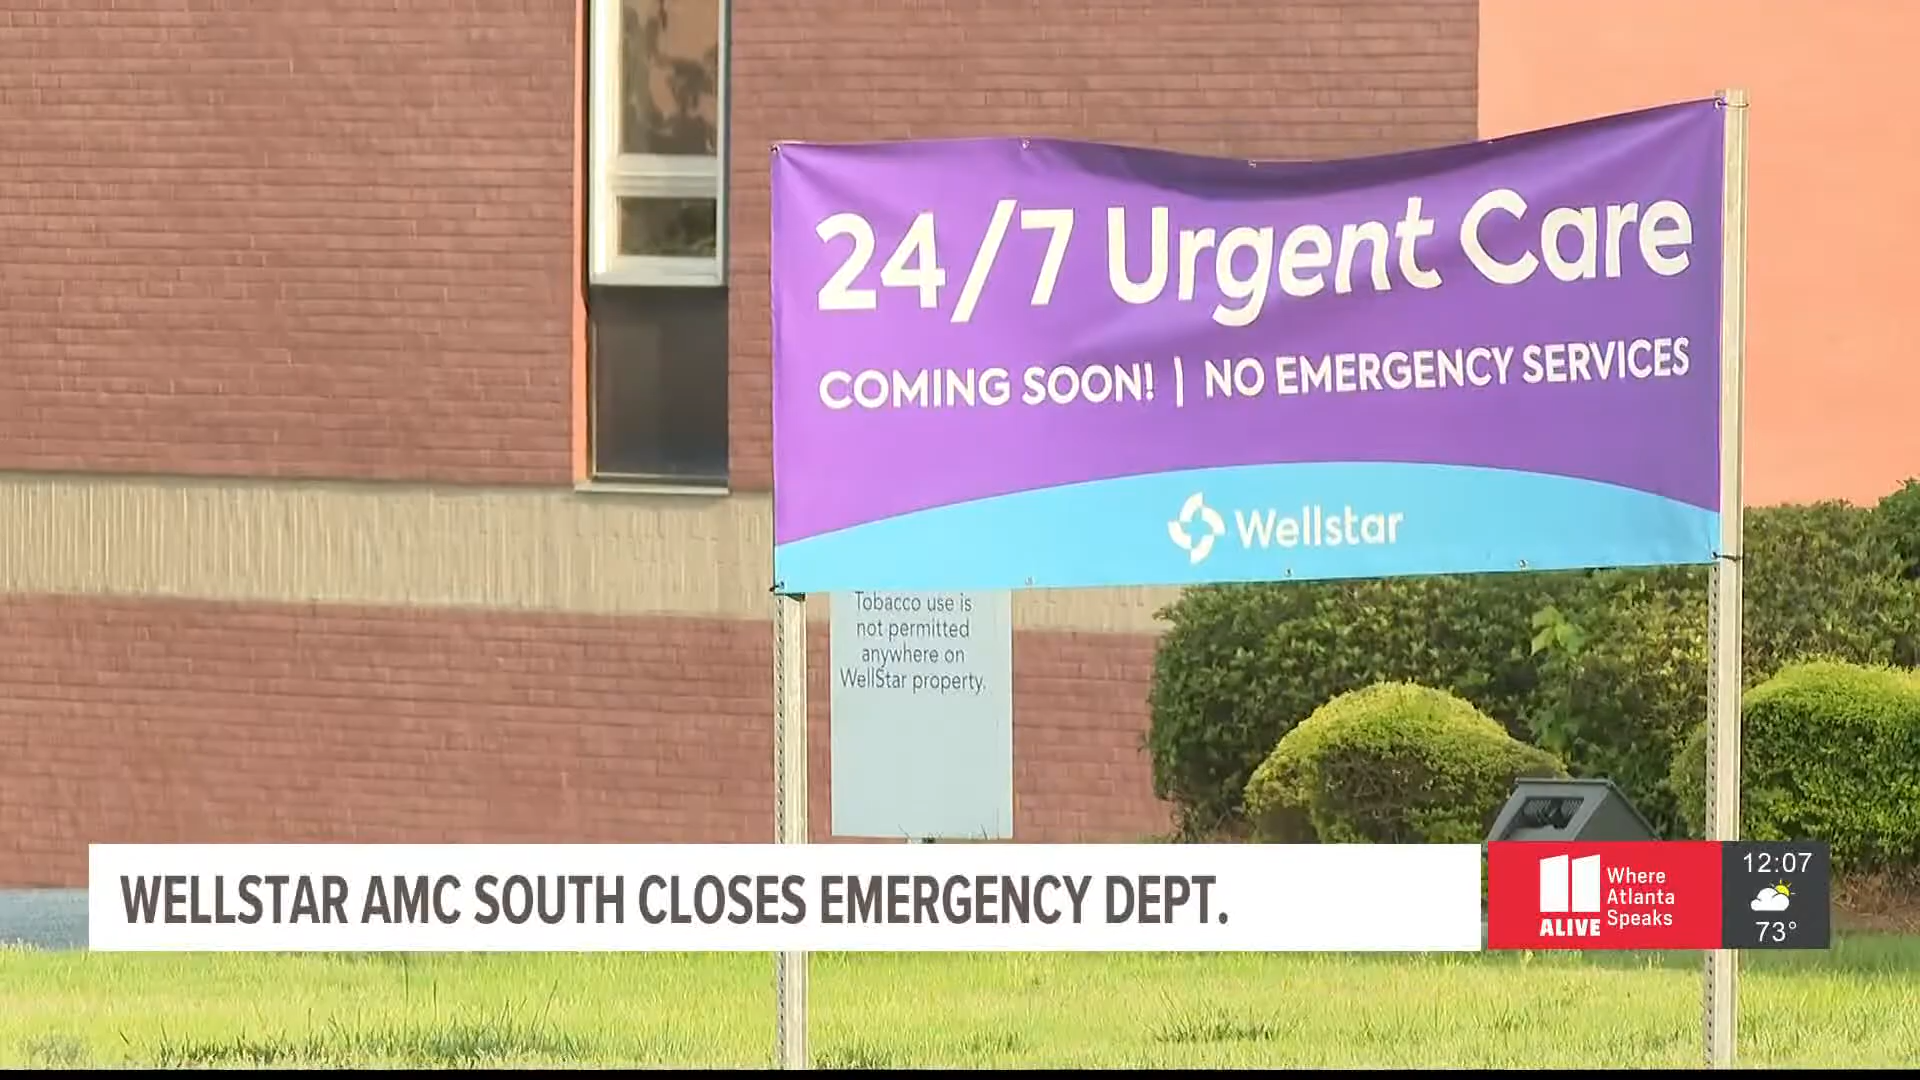 24/7 Urgent Care
COMING SOON! | NO EMERGENCY SERVICES
Wellstar
Tobacco use is
not permitted
anywhere on
WellStar property.
WELLSTAR AMC SOUTH CLOSES EMERGENCY DEPT.
11
ALIVE
Where
Atlanta
Speaks
12:07
73°